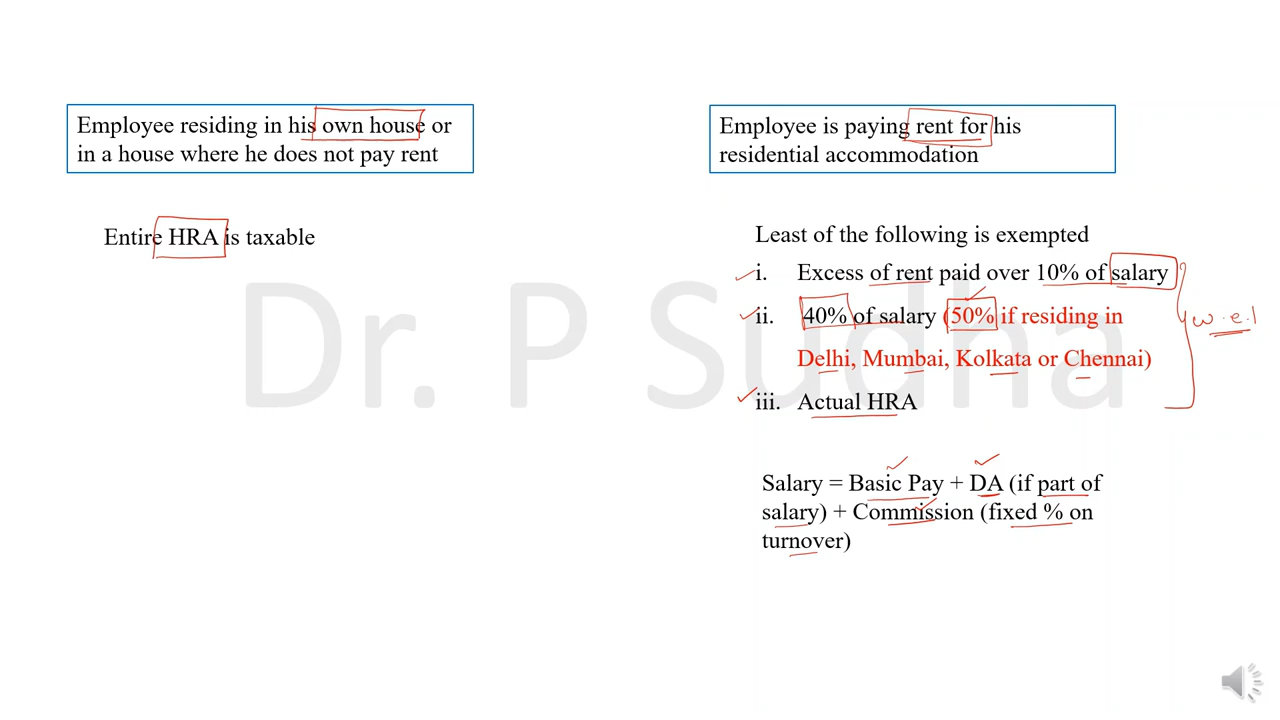 Employee residing in his own house or
in a house where he does not pay rent
Entire HRA is taxable
Employee is paying rent for his
residential accommodation
Least of the following is exempted
i. Excess of rent paid over 10% of salary
ii. 40% of salary (50% if residing in
Delhi, Mumbai, Kolkata or Chennai)
iii. Actual HRA
w.e.l
Salary = Basic Pay + DA (if part of
salary) + Commission (fixed % on
turnover)
Dr. P Sudha